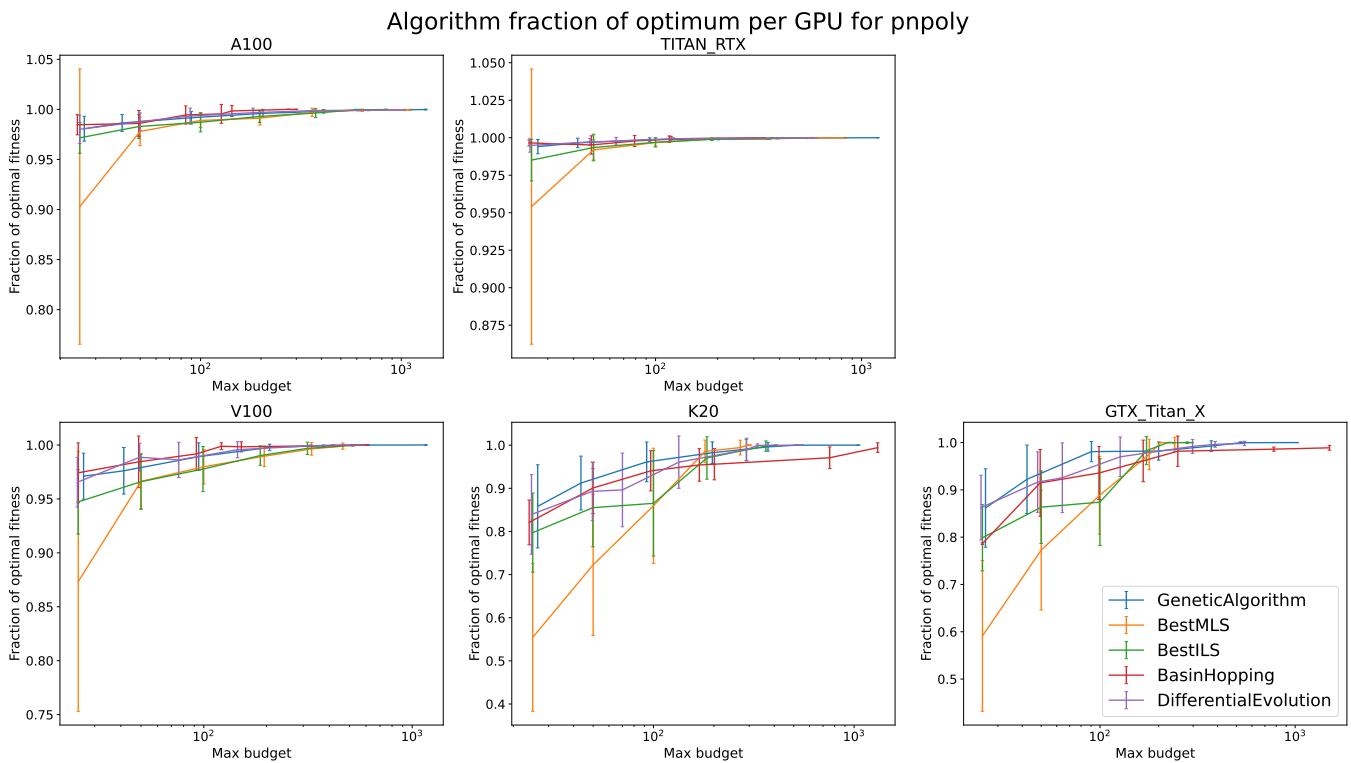 Algorithm fraction of optimum per GPU for pnpoly
A100
Fraction of optimal fitness
1.05
1.00
0.95
0.90
0.85
0.80
10²
10³
Max budget
TITAN_RTX
Fraction of optimal fitness
1.050
1.025
1.000
0.975
0.950
0.925
0.900
0.875
10²
10³
Max budget
V100
Fraction of optimal fitness
1.00
0.95
0.90
0.85
0.80
0.75
10²
10³
Max budget
K20
Fraction of optimal fitness
1.0
0.9
0.8
0.7
0.6
0.5
0.4
10²
10³
Max budget
GTX_Titan_X
Fraction of optimal fitness
1.0
0.9
0.8
0.7
0.6
0.5
10²
10³
Max budget
GeneticAlgorithm
BestMLS
BestILS
BasinHopping
DifferentialEvolution